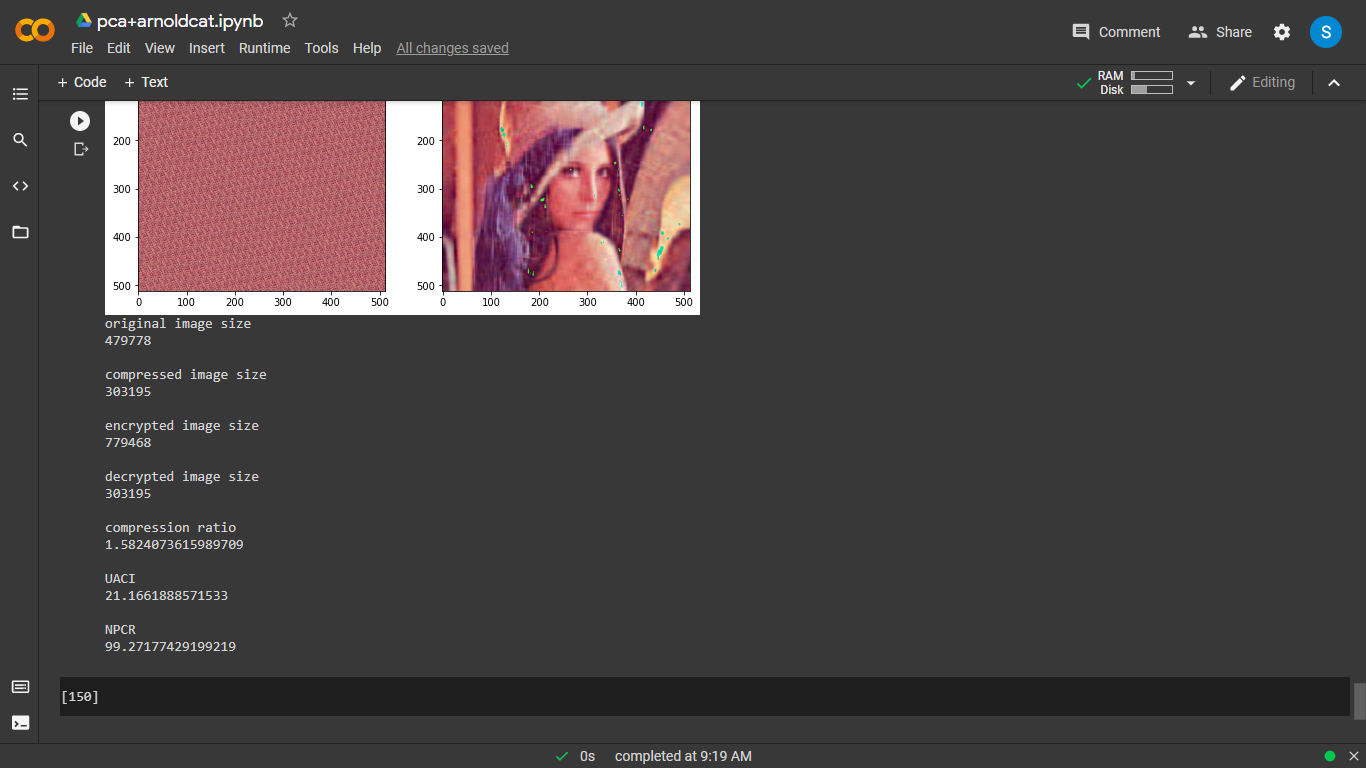 pca+arnoldcat.ipynb
File Edit View Insert Runtime Tools Help All changes saved
Comment Share S
+ Code + Text
RAM
Disk
Editing
200 200
300 300
400 400
500 500
0 100 200 300 400 500 0 100 200 300 400 500
original image size
479778
compressed image size
303195
encrypted image size
779468
decrypted image size
303195
compression ratio
1.5824073615989709
UACI
21.1661888571533
NPCR
99.27177429199219
[150]
0s completed at 9:19 AM